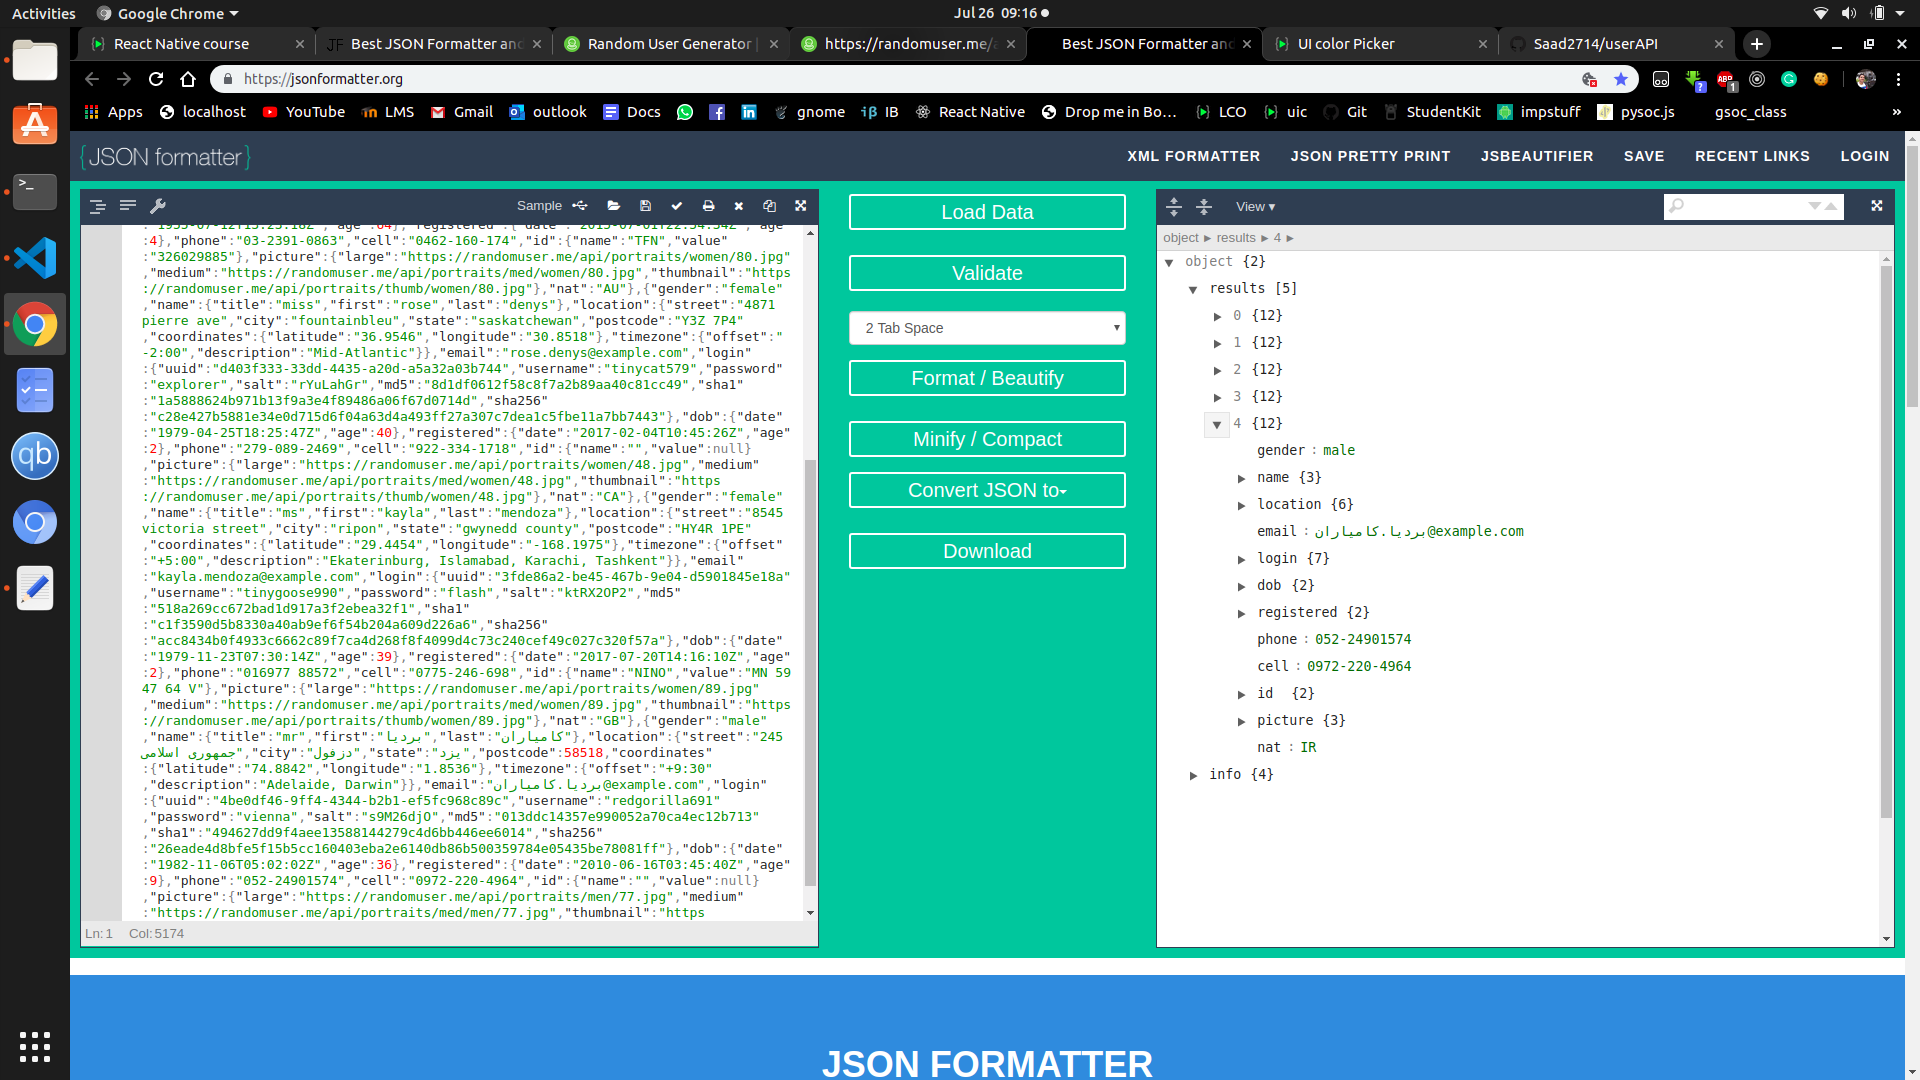 Activities
Google Chrome
Jul 26 09:16
React Native course
Best JSON Formatter and
Random User Generator |
https://randomuser.me/a
Best JSON Formatter and
UI color Picker
Saad2714/userAPI
https://jsonformatter.org
Apps
localhost
YouTube
LMS
Gmail
outlook
Docs
gnome
IB
React Native
Drop me in Bo...
LCO
uic
Git
StudentKit
impstuff
pysoc.js
gsoc_class
»
{JSON formatter}
XML FORMATTER
JSON PRETTY PRINT
JSBEAUTIFIER
SAVE
RECENT LINKS
LOGIN
Sample
:"1955-07-12T15:25:18Z","age":64},"registered":{"date":"2015-07-01T22:54:34Z","age"
:4},"phone":"03-2391-0863","cell":"0462-160-174","id":{"name":"TFN","value"
:"326029885"},"picture":{"large":"https://randomuser.me/api/portraits/women/80.jpg"
,"medium":"https://randomuser.me/api/portraits/med/women/80.jpg","thumbnail":"https
://randomuser.me/api/portraits/thumb/women/80.jpg"},"nat":"AU"},{"gender":"female"
,"name":{"title":"miss","first":"rose","last":"denys"},"location":{"street":"4871
pierre ave","city":"fountainbleu","state":"saskatchewan","postcode":"Y3Z 7P4"
,"coordinates":{"latitude":"36.9546","longitude":"30.8518"},"timezone":{"offset":"
-2:00","description":"Mid-Atlantic"}},"email":"rose.denys@example.com","login"
:{"uuid":"d403f333-33dd-4435-a20d-a5a32a03b744","username":"tinycat579","password"
:"explorer","salt":"rYuLahGr","md5":"8d1df0612f58c8f7a2b89aa40c81cc49","sha1"
:"1a5888624b971b13f9a3e4f89486a06f67d0714d","sha256"
:"c28e427b5881e34e0d715d6f04a63d4a493ff27a307c7dea1c5fbe11a7bb7443"},"dob":{"date"
:"1979-04-25T18:25:47Z","age":40},"registered":{"date":"2017-02-04T10:45:26Z","age"
:2},"phone":"279-089-2469","cell":"922-334-1718","id":{"name":"","value":null}
,"picture":{"large":"https://randomuser.me/api/portraits/women/48.jpg","medium"
:"https://randomuser.me/api/portraits/med/women/48.jpg","thumbnail":"https
://randomuser.me/api/portraits/thumb/women/48.jpg"},"nat":"CA"},{"gender":"female"
,"name":{"title":"ms","first":"kayla","last":"mendoza"},"location":{"street":"8545
victoria street","city":"ripon","state":"gwynedd county","postcode":"HY4R 1PE"
,"coordinates":{"latitude":"29.4454","longitude":"-168.1975"},"timezone":{"offset"
:"+5:00","description":"Ekaterinburg, Islamabad, Karachi, Tashkent"}},"email"
:"kayla.mendoza@example.com","login":{"uuid":"3fde86a2-be45-467b-9e04-d5901845e18a"
,"username":"tinygoose990","password":"flash","salt":"ktRX2OP2","md5"
:"518a269cc672bad1d917a3f2ebea32f1","sha1"
:"c1f3590d5b8330a40ab9ef6f54b204a609d226a6","sha256"
:"acc8434b0f4933c6662c89f7ca4d268f8f4099d4c73c240cef49c027c320f57a"},"dob":{"date"
:"1979-11-23T07:30:14Z","age":39},"registered":{"date":"2017-07-20T14:16:10Z","age"
:2},"phone":"016977 88572","cell":"0775-246-698","id":{"name":"NINO","value":"MN 59
47 64 V"},"picture":{"large":"https://randomuser.me/api/portraits/women/89.jpg"
,"medium":"https://randomuser.me/api/portraits/med/women/89.jpg","thumbnail":"https
://randomuser.me/api/portraits/thumb/women/89.jpg"},"nat":"GB"},{"gender":"male"
,"name":{"title":"mr","first":"بردیا","last":"کامیاران"},"location":{"street":"245
جمهوری اسلامی","city":"دزفول","state":"یزد","postcode":58518,"coordinates"
:{"latitude":"74.8842","longitude":"1.8536"},"timezone":{"offset":"+9:30"
,"description":"Adelaide, Darwin"}},"email":"بردیا.کامیاران@example.com","login"
:{"uuid":"4be0df46-9ff4-4344-b2b1-ef5fc968c89c","username":"redgorilla691"
,"password":"vienna","salt":"s9M26djO","md5":"013ddc14357e990052a70ca4ec12b713"
,"sha1":"494627dd9f4aee13588144279c4d6bb446ee6014","sha256"
:"26eade4d8bfe5f15b5cc160403eba2e6140db86b500359784e05435be78081ff"},"dob":{"date"
:"1982-11-06T05:02:02Z","age":36},"registered":{"date":"2010-06-16T03:45:40Z","age"
:9},"phone":"052-24901574","cell":"0972-220-4964","id":{"name":"","value":null}
,"picture":{"large":"https://randomuser.me/api/portraits/men/77.jpg","medium"
:"https://randomuser.me/api/portraits/med/men/77.jpg","thumbnail":"https
Ln: 1 Col: 5174
Load Data
Validate
2 Tab Space
Format / Beautify
Minify / Compact
Convert JSON to
Download
View ▾
object ► results ► 4 ►
object {2}
results [5]
0 {12}
1 {12}
2 {12}
3 {12}
4 {12}
gender : male
name {3}
location {6}
email : بردیا.کامیاران@example.com
login {7}
dob {2}
registered {2}
phone : 052-24901574
cell : 0972-220-4964
id {2}
picture {3}
nat : IR
info {4}
JSON FORMATTER